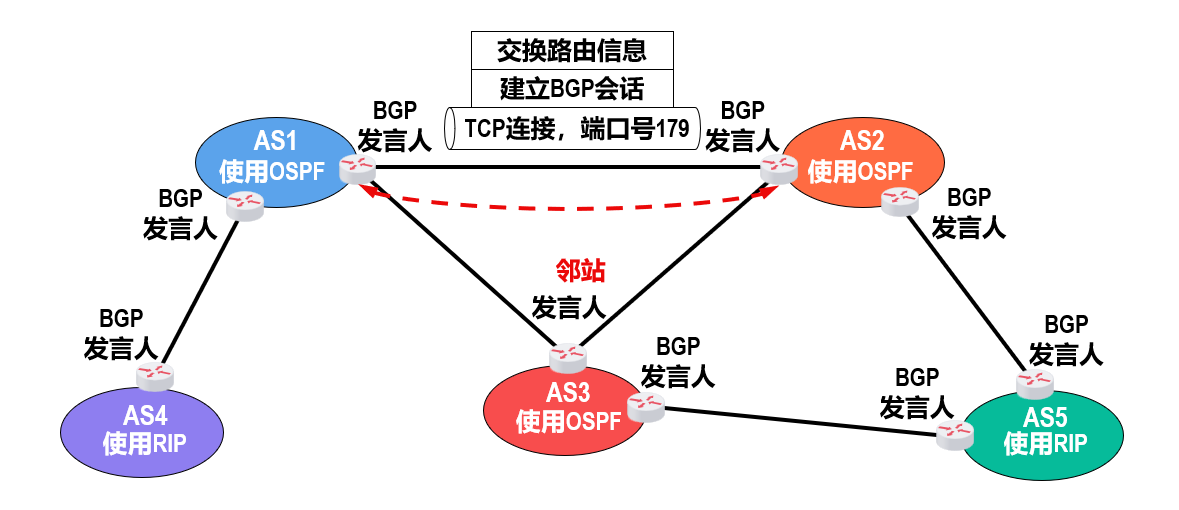 交换路由信息
建立BGP会话
TCP连接，端口号179
BGP
发言人
BGP
发言人
AS1
使用OSPF
AS2
使用OSPF
BGP
发言人
BGP
发言人
邻站
发言人
BGP
发言人
BGP
发言人
BGP
发言人
BGP
发言人
AS3
使用OSPF
AS4
使用RIP
AS5
使用RIP